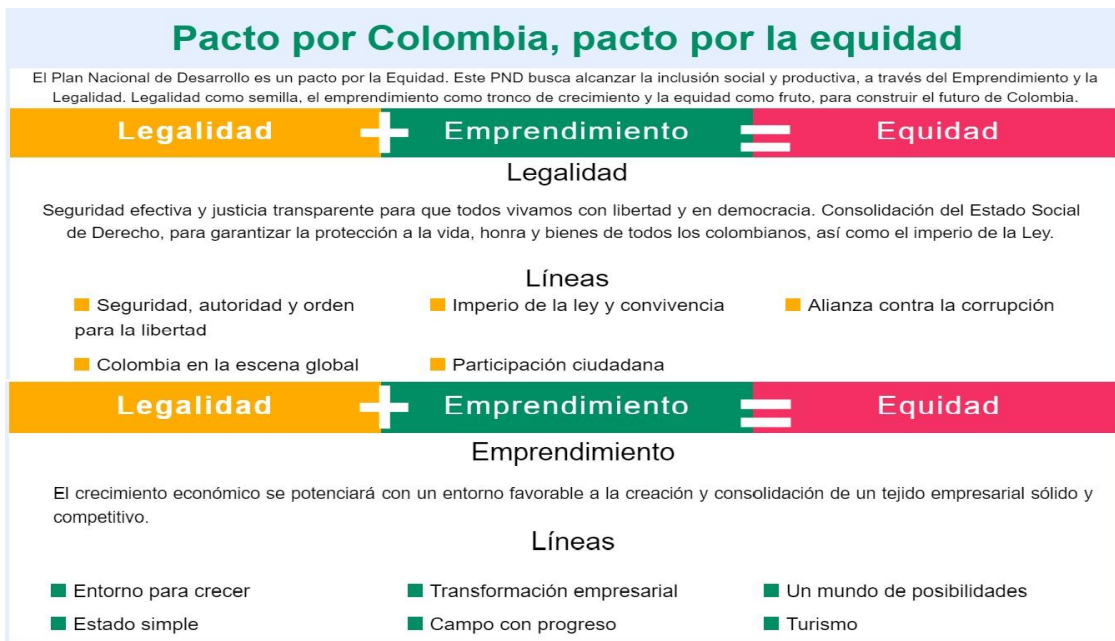 Pacto por Colombia, pacto por la equidad
El Plan Nacional de Desarrollo es un pacto por la Equidad. Este PND busca alcanzar la inclusión social y productiva, a través del Emprendimiento y la
Legalidad. Legalidad como semilla, el emprendimiento como tronco de crecimiento y la equidad como fruto, para construir el futuro de Colombia.
Legalidad + Emprendimiento = Equidad
Legalidad
Seguridad efectiva y justicia transparente para que todos vivamos con libertad y en democracia. Consolidación del Estado Social
de Derecho, para garantizar la protección a la vida, honra y bienes de todos los colombianos, así como el imperio de la Ley.
Líneas
Seguridad, autoridad y orden
para la libertad
Imperio de la ley y convivencia
Alianza contra la corrupción
Colombia en la escena global
Participación ciudadana
Legalidad + Emprendimiento = Equidad
Emprendimiento
El crecimiento económico se potenciará con un entorno favorable a la creación y consolidación de un tejido empresarial sólido y
competitivo.
Líneas
Entorno para crecer
Transformación empresarial
Un mundo de posibilidades
Estado simple
Campo con progreso
Turismo